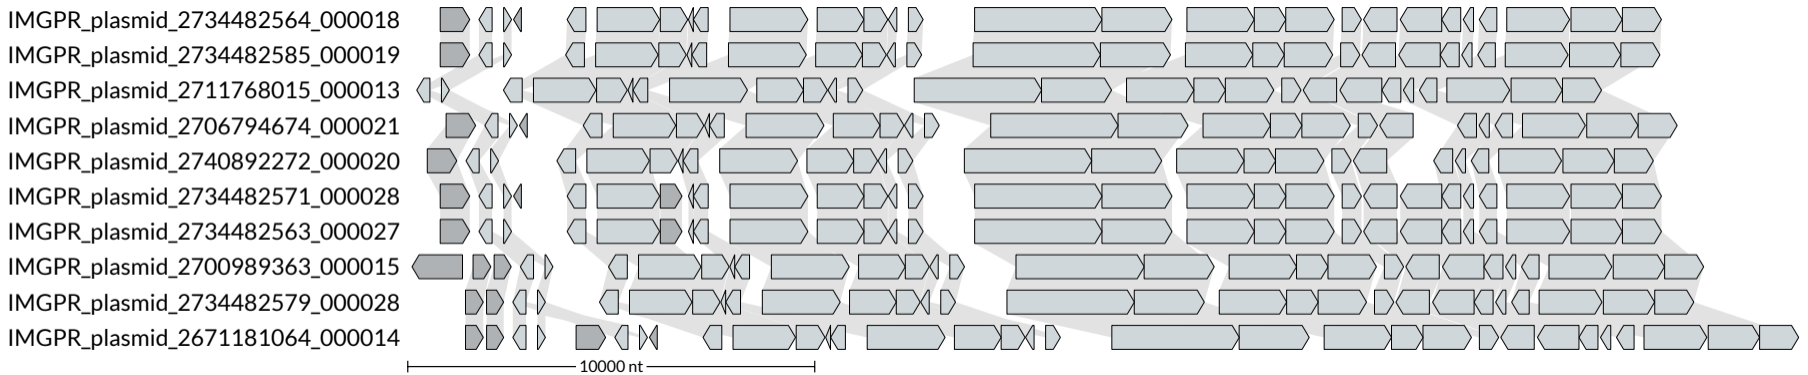 IMGPR_plasmid_2734482564_000018
IMGPR_plasmid_2734482585_000019
IMGPR_plasmid_2711768015_000013
IMGPR_plasmid_2706794674_000021
IMGPR_plasmid_2740892272_000020
IMGPR_plasmid_2734482571_000028
IMGPR_plasmid_2734482563_000027
IMGPR_plasmid_2700989363_000015
IMGPR_plasmid_2734482579_000028
IMGPR_plasmid_2671181064_000014
10000 nt